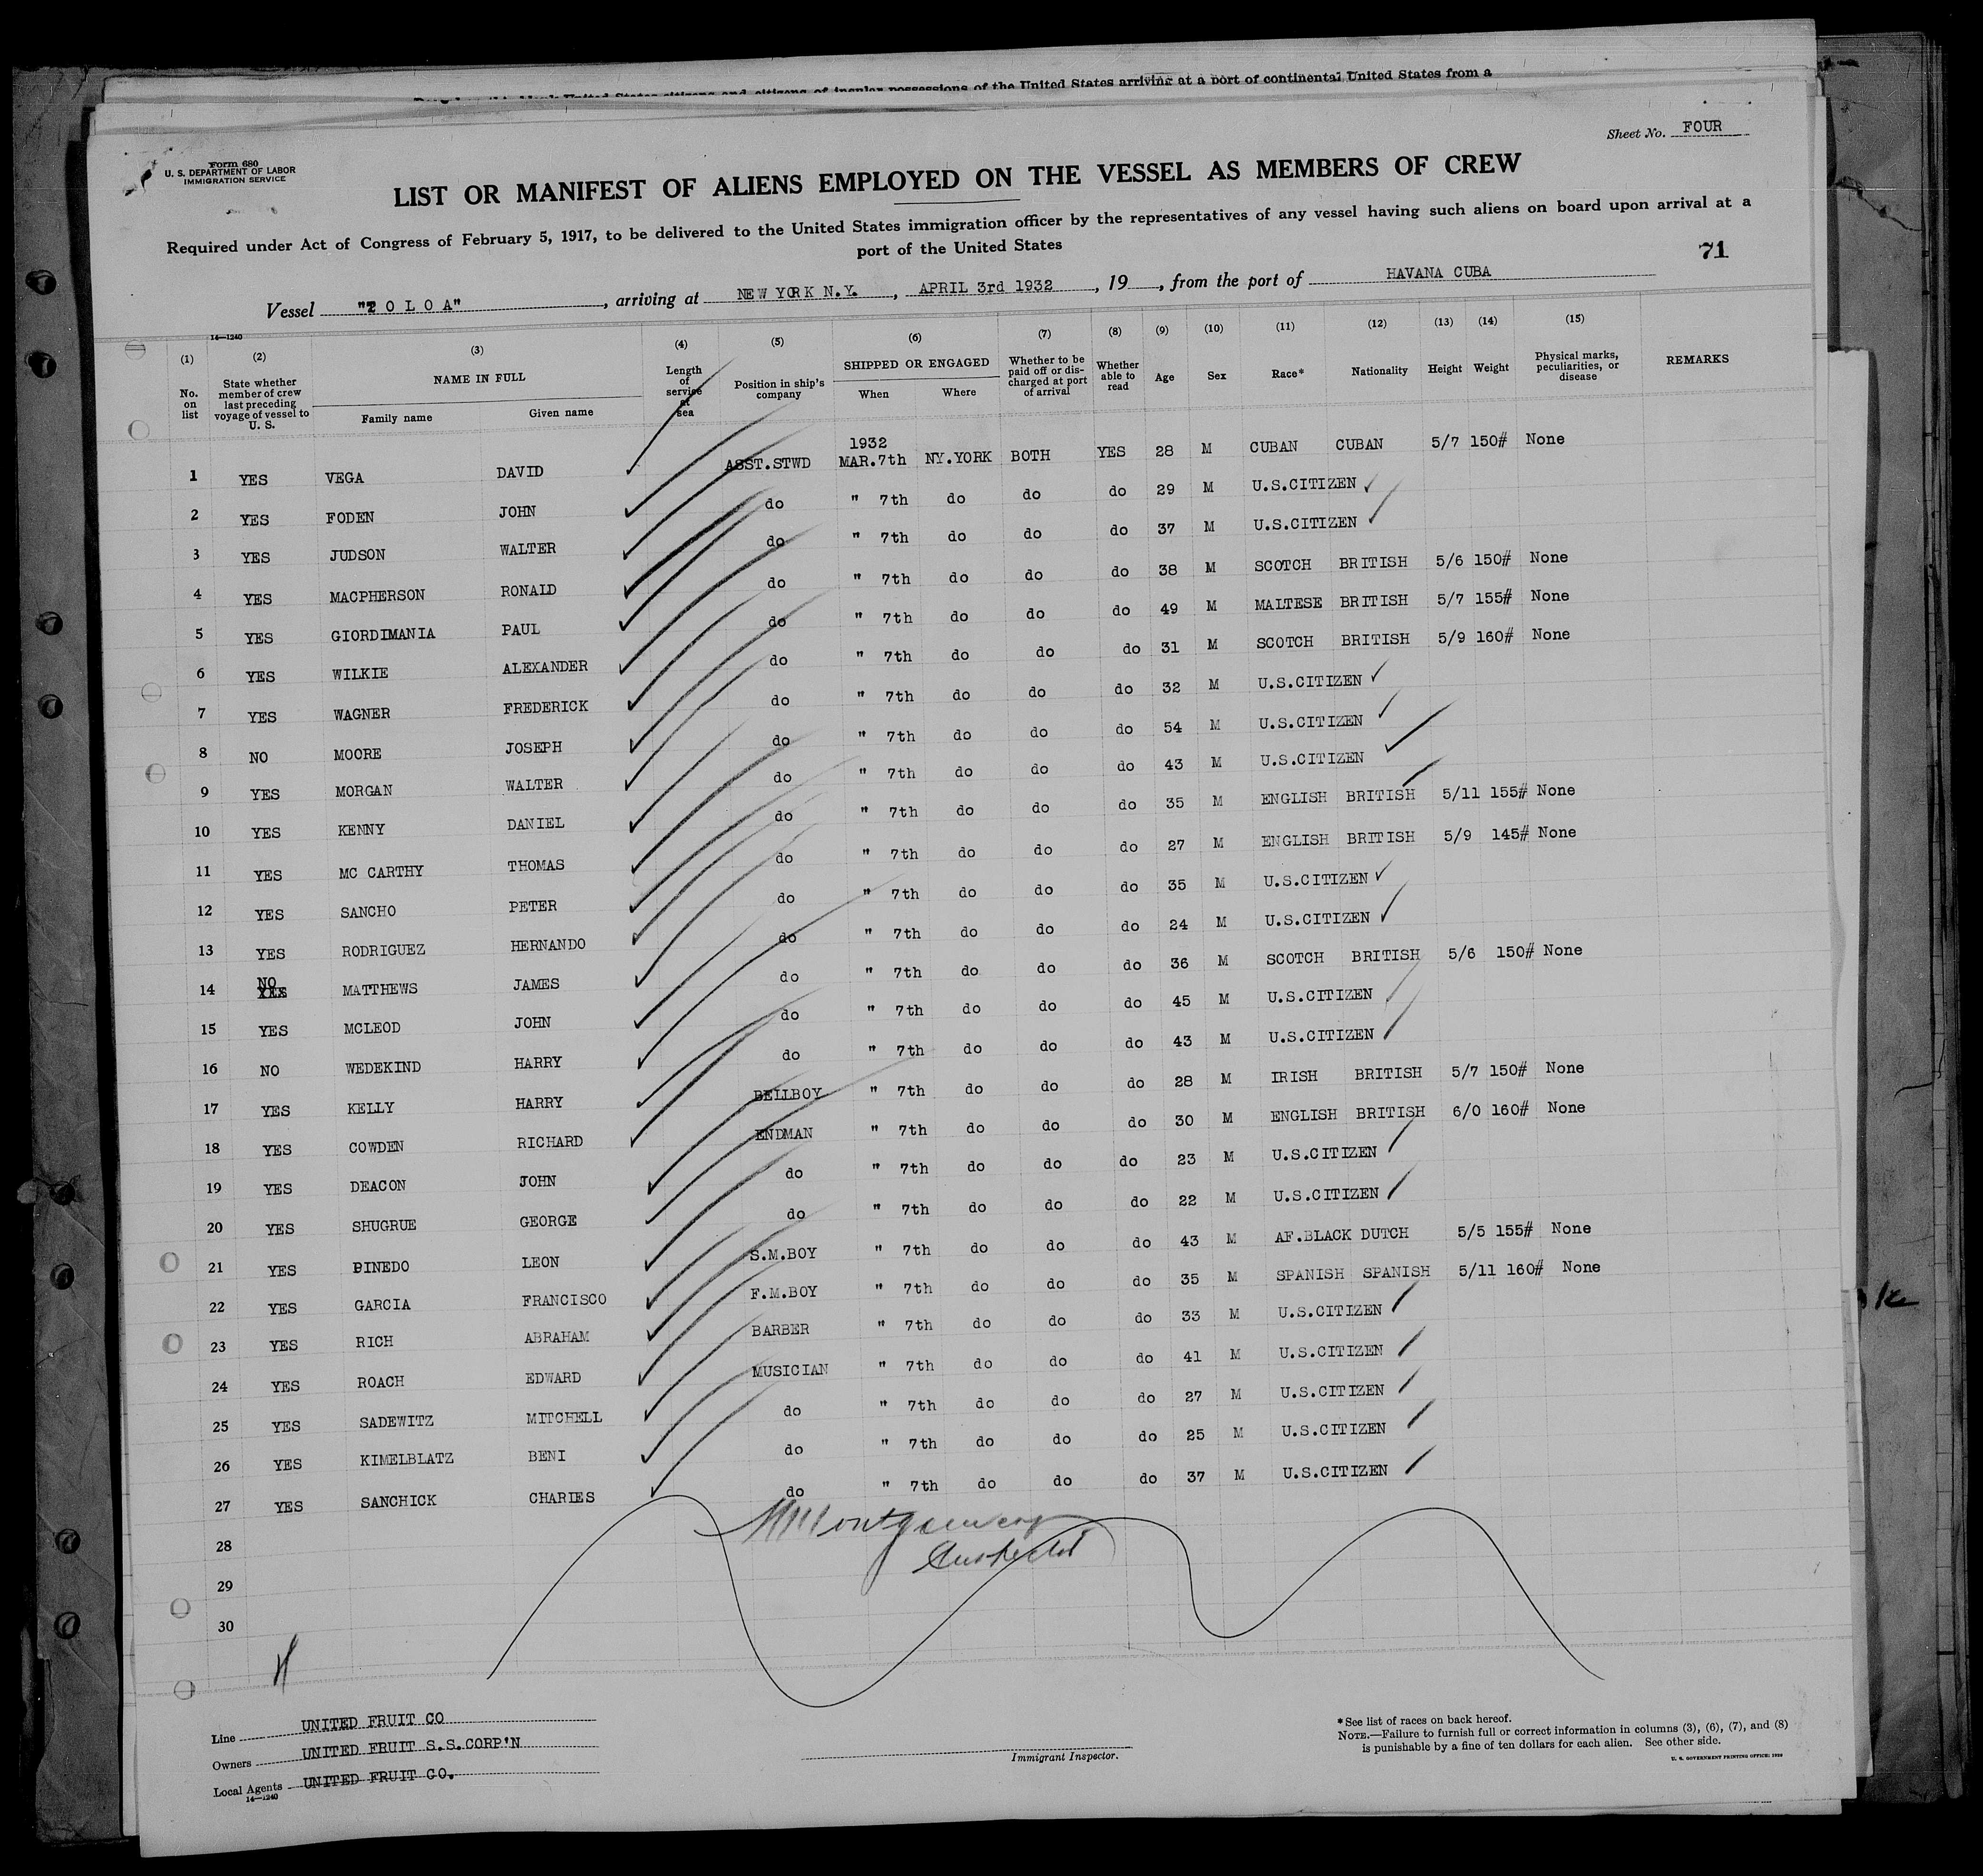 Sheet No. FOUR
Form 680
U. S. DEPARTMENT OF LABOR
IMMIGRATION SERVICE
LIST OR MANIFEST OF ALIENS EMPLOYED ON THE VESSEL AS MEMBERS OF CREW
Required under Act of Congress of February 5, 1917, to be delivered to the United States immigration officer by the representatives of any vessel having such aliens on board upon arrival at a
port of the United States
71
Vessel "TOLOA", arriving at NEW YORK N.Y., APRIL 3rd 1932, 19, from the port of HAVANA CUBA
14—1240
(1) (2) (3) (4) (5) (6) (7) (8) (9) (10) (11) (12) (13) (14) (15)
No. on list State whether member of crew last preceding voyage of vessel to U. S. NAME IN FULL Family name Given name Length of service at sea Position in ship's company SHIPPED OR ENGAGED When Where Whether to be paid off or discharged at port of arrival Whether able to read Age Sex Race* Nationality Height Weight Physical marks, peculiarities, or disease REMARKS
1932
1 YES VEGA DAVID ASST.STWD MAR.7th NY.YORK BOTH YES 28 M CUBAN CUBAN 5/7 150# None
2 YES FODEN JOHN do " 7th do do do 29 M U.S.CITIZEN
3 YES JUDSON WALTER do " 7th do do do 37 M U.S.CITIZEN
4 YES MACPHERSON RONALD do " 7th do do do 38 M SCOTCH BRITISH 5/6 150# None
5 YES GIORDIMANIA PAUL do " 7th do do do 49 M MALTESE BRITISH 5/7 155# None
6 YES WILKIE ALEXANDER do " 7th do do do 31 M SCOTCH BRITISH 5/9 160# None
7 YES WAGNER FREDERICK do " 7th do do do 32 M U.S.CITIZEN
8 NO MOORE JOSEPH do " 7th do do do 54 M U.S.CITIZEN
9 YES MORGAN WALTER do " 7th do do do 43 M U.S.CITIZEN
10 YES KENNY DANIEL do " 7th do do do 35 M ENGLISH BRITISH 5/11 155# None
11 YES MC CARTHY THOMAS do " 7th do do do 27 M ENGLISH BRITISH 5/9 145# None
12 YES SANCHO PETER do " 7th do do do 35 M U.S.CITIZEN
13 YES RODRIGUEZ HERNANDO do " 7th do do do 24 M U.S.CITIZEN
14 NO MATTHEWS JAMES do " 7th do do do 36 M SCOTCH BRITISH 5/6 150# None
15 YES MCLEOD JOHN do " 7th do do do 45 M U.S.CITIZEN
16 NO WEDEKIND HARRY do " 7th do do do 43 M U.S.CITIZEN
17 YES KELLY HARRY BELLBOY " 7th do do do 28 M IRISH BRITISH 5/7 150# None
18 YES COWDEN RICHARD ENDMAN " 7th do do do 30 M ENGLISH BRITISH 6/0 160# None
19 YES DEACON JOHN do " 7th do do do 23 M U.S.CITIZEN
20 YES SHUGRUE GEORGE do " 7th do do do 22 M U.S.CITIZEN
21 YES PINEDO LEON S.M.BOY " 7th do do do 43 M AF.BLACK DUTCH 5/5 155# None
22 YES GARCIA FRANCISCO F.M.BOY " 7th do do do 35 M SPANISH SPANISH 5/11 160# None
23 YES RICH ABRAHAM BARBER " 7th do do do 33 M U.S.CITIZEN
24 YES ROACH EDWARD MUSICIAN " 7th do do do 41 M U.S.CITIZEN
25 YES SADEWITZ MITCHELL do " 7th do do do 27 M U.S.CITIZEN
26 YES KIMELBLATZ BENI do " 7th do do do 25 M U.S.CITIZEN
27 YES SANCHICK CHARIES do " 7th do do do 37 M U.S.CITIZEN
28
29
30
Montgomery
Inspector
Line UNITED FRUIT CO
Owners UNITED FRUIT S.S.CORP'N
Local Agents UNITED FRUIT CO.
14—1240
Immigrant Inspector.
*See list of races on back hereof.
NOTE.—Failure to furnish full or correct information in columns (3), (6), (7), and (8)
is punishable by a fine of ten dollars for each alien. See other side.